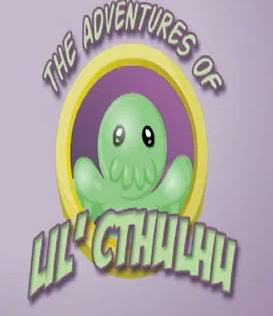 THE ADVENTURES OF
LIL' CTHULHU